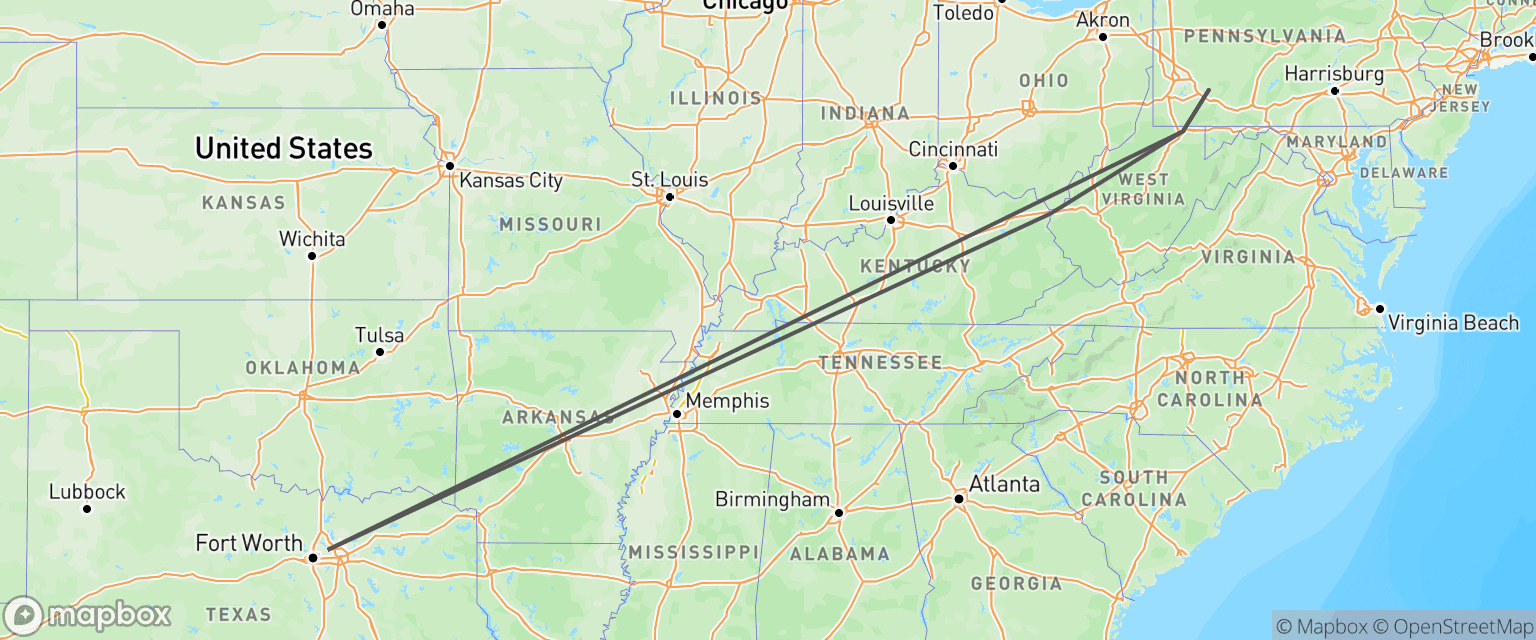 Omaha
Chicago
Toledo
Akron
CONNE
PENNSYLVANIA
Brookl
Harrisburg
OHIO
NEW
JERSEY
ILLINOIS
INDIANA
United States
Cincinnati
MARYLAND
Kansas City
St. Louis
DELAWARE
WEST
VIRGINIA
KANSAS
MISSOURI
Louisville
Wichita
KENTUCKY
VIRGINIA
Tulsa
Virginia Beach
OKLAHOMA
TENNESSEE
NORTH
CAROLINA
ARKANSAS
Memphis
Lubbock
Birmingham
Atlanta
SOUTH
CAROLINA
Fort Worth
MISSISSIPPI
ALABAMA
GEORGIA
TEXAS
mapbox
© Mapbox © OpenStreetMap